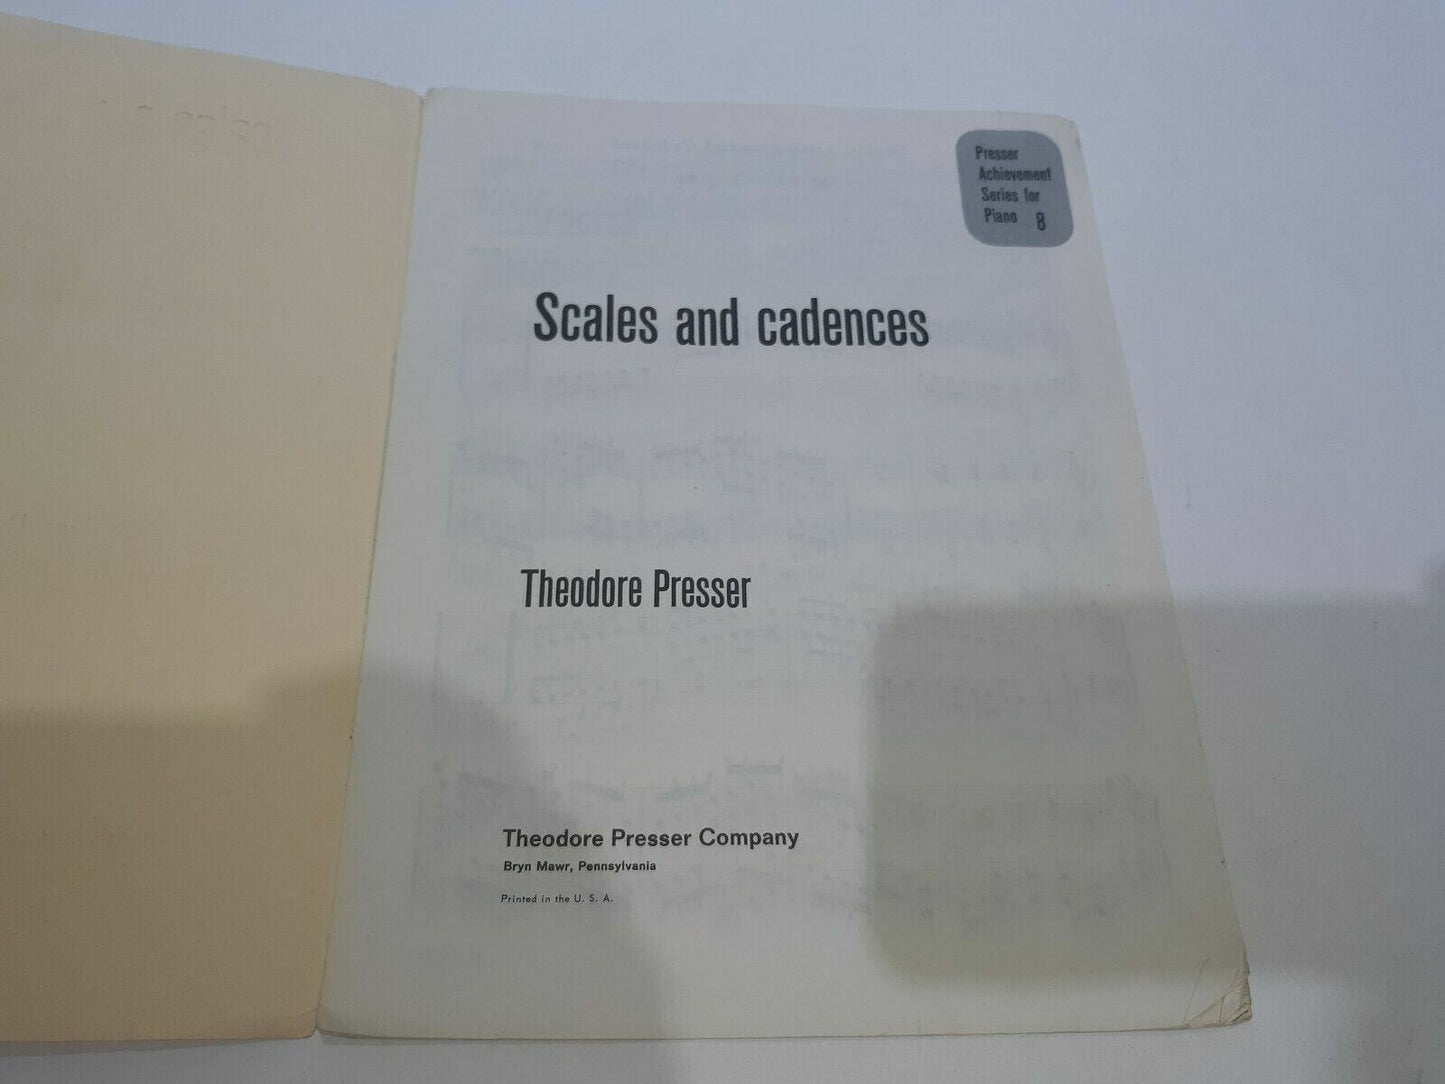 Presser
Achievement
Series for
Piano 8
Scales and cadences
Theodore Presser
Theodore Presser Company
Bryn Mawr, Pennsylvania
Printed in the U. S. A.